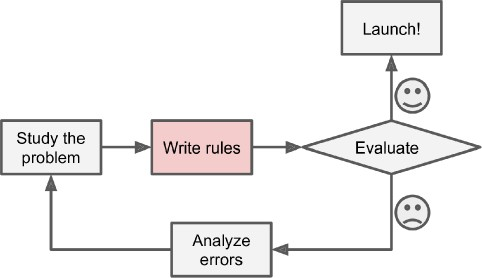 Launch!
Study the
problem
Write rules
Evaluate
Analyze
errors